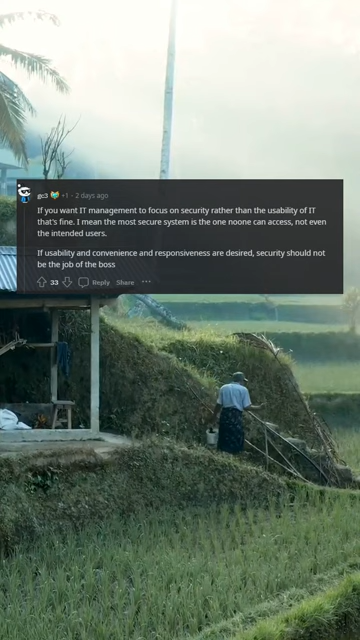 gc3 +1 · 2 days ago
If you want IT management to focus on security rather than the usability of IT
that's fine. I mean the most secure system is the one noone can access, not even
the intended users.
If usability and convenience and responsiveness are desired, security should not
be the job of the boss
33 Reply Share ···